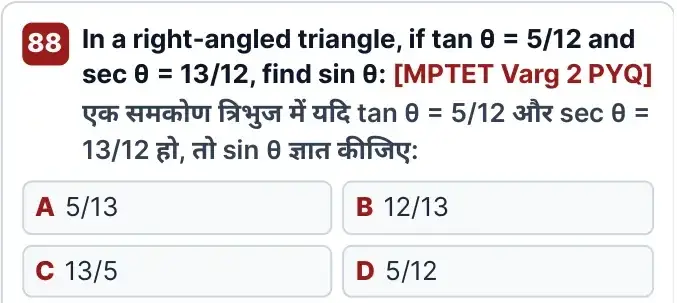 88 In a right-angled triangle, if tan θ = 5/12 and
sec θ = 13/12, find sin θ: [MPTET Varg 2 PYQ]
एक समकोण त्रिभुज में यदि tan θ = 5/12 और sec θ =
13/12 हो, तो sin θ ज्ञात कीजिए:
A 5/13
B 12/13
C 13/5
D 5/12